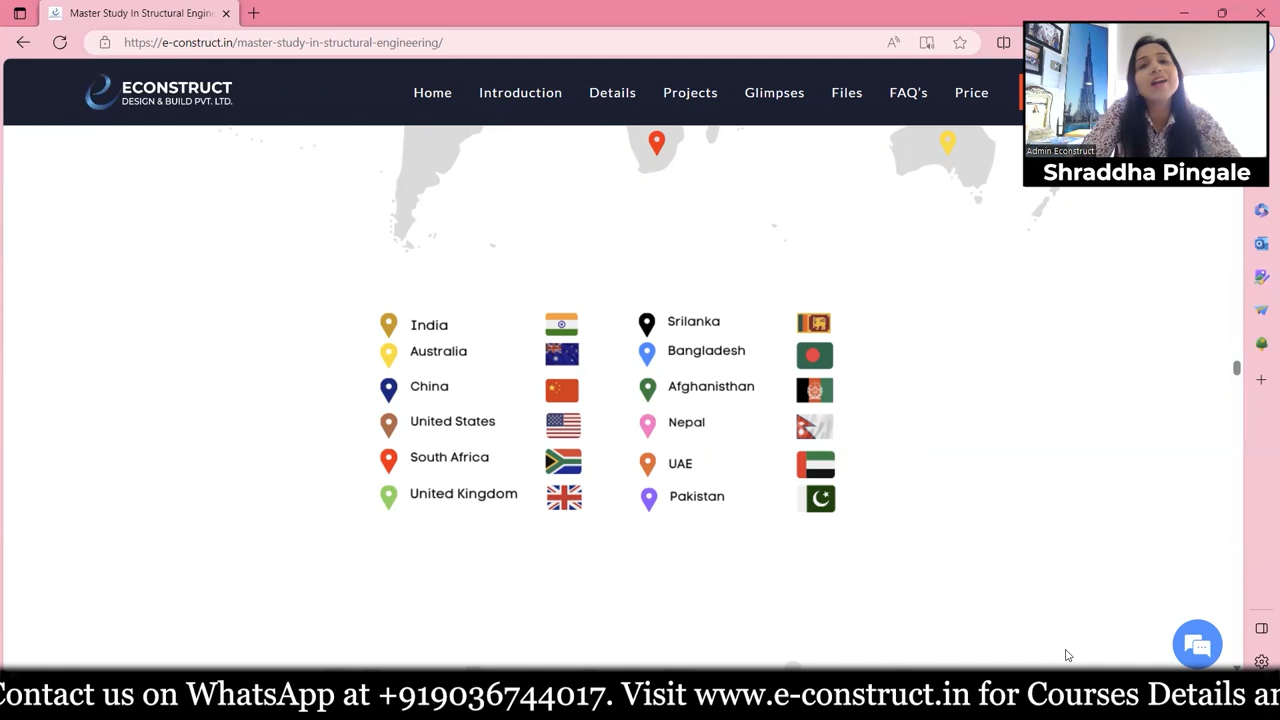 Master Study In Structural Engin
https://e-construct.in/master-study-in-structural-engineering/
ECONSTRUCT
DESIGN & BUILD PVT. LTD.
Home Introduction Details Projects Glimpses Files FAQ's Price
Admin Econstruct
Shraddha Pingale
India
Srilanka
Australia
Bangladesh
China
Afghanisthan
United States
Nepal
South Africa
UAE
United Kingdom
Pakistan
Contact us on WhatsApp at +919036744017. Visit www.e-construct.in for Courses Details an